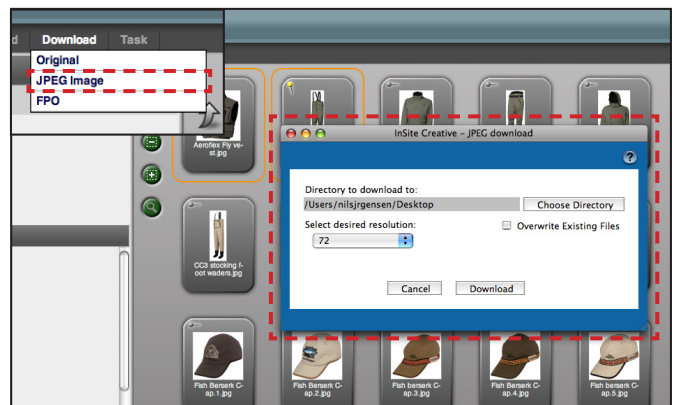 d Download Task
Original
JPEG Image
FPO
Aeroflex Fly ve-
st.jpg
InSite Creative – JPEG download
?
Directory to download to:
/Users/nilsjrgensen/Desktop
Choose Directory
Select desired resolution:
Overwrite Existing Files
72
Cancel
Download
CC3 stocking f-
oot waders.jpg
Fish Berserk C-
ap.1.jpg
Fish Berserk C-
ap.2.jpg
Fish berserk C-
ap.3.jpg
Fish Berserk C-
ap.4.jpg
Fish berserk C-
ap.5.jpg